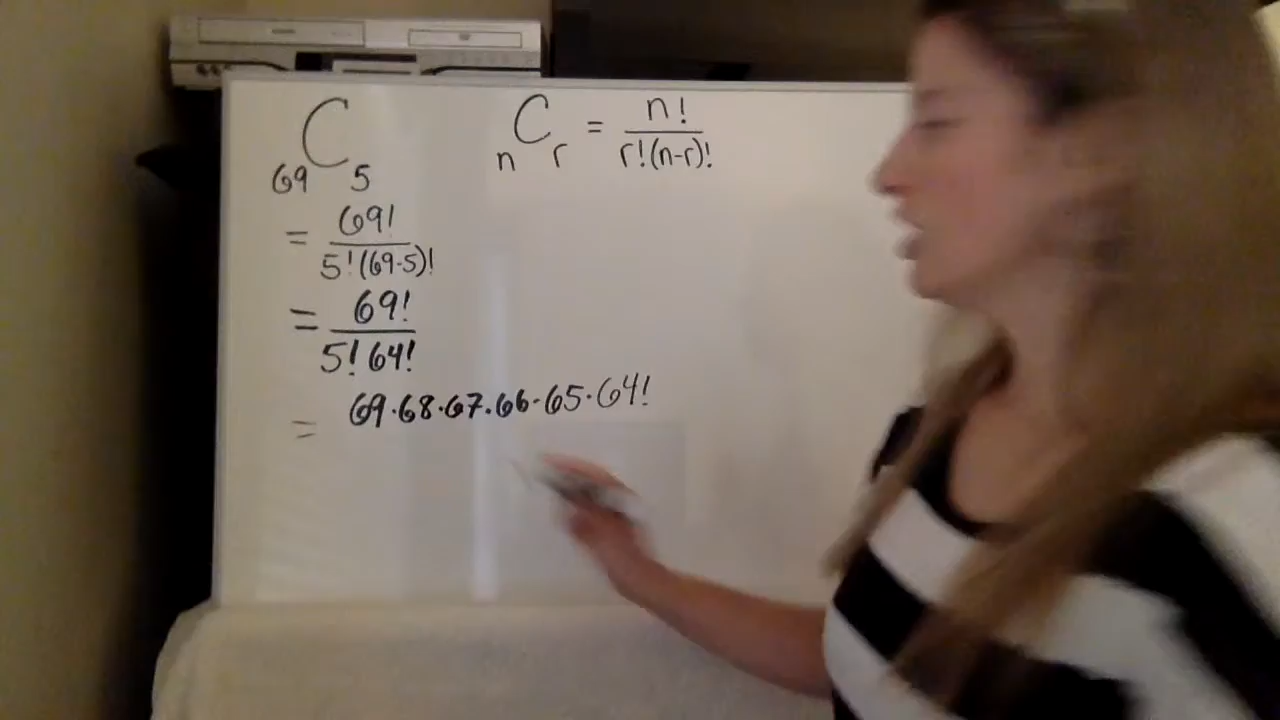 69C5
nCr = n!/r!(n-r)!
= 69!/5!(69-5)!
= 69!/5!64!
= 69·68·67·66·65·64!